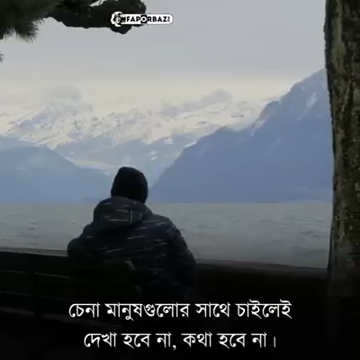 FAPORBAZI
চেনা মানুষগুলোর সাথে চাইলেই
দেখা হবে না, কথা হবে না।